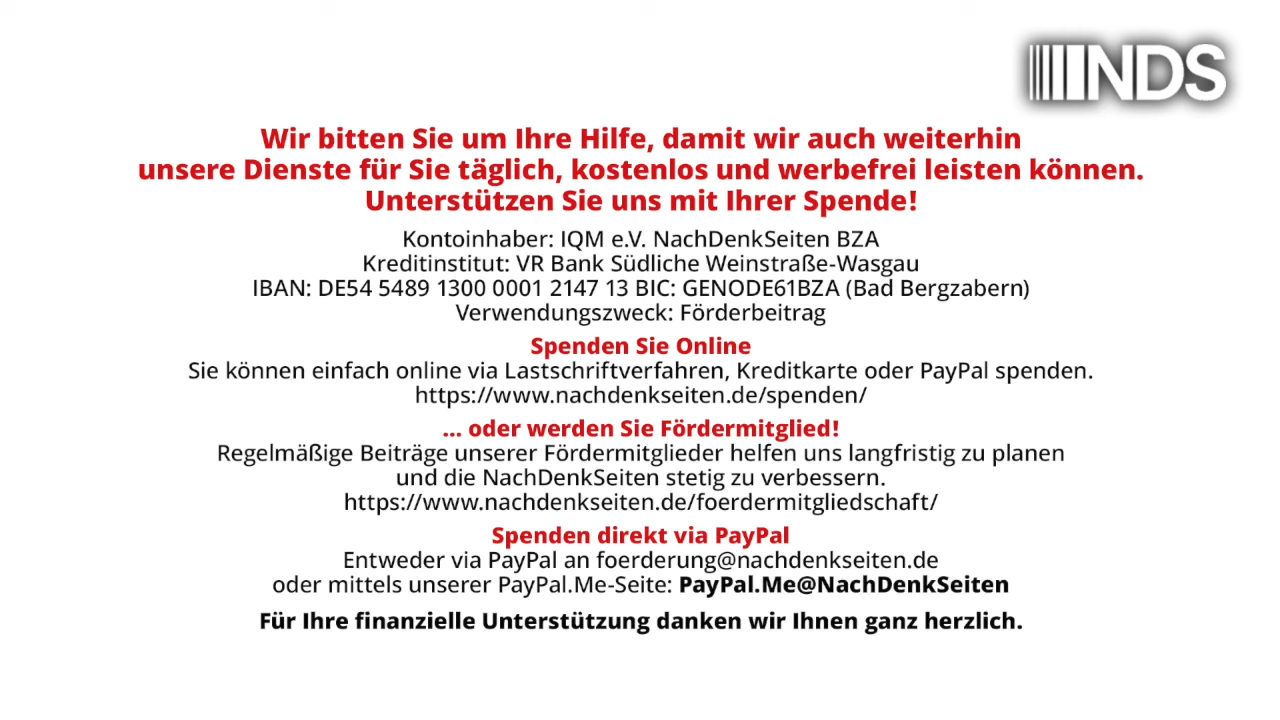 NDS
Wir bitten Sie um Ihre Hilfe, damit wir auch weiterhin
unsere Dienste für Sie täglich, kostenlos und werbefrei leisten können.
Unterstützen Sie uns mit Ihrer Spende!
Kontoinhaber: IQM e.V. NachDenkSeiten BZA
Kreditinstitut: VR Bank Südliche Weinstraße-Wasgau
IBAN: DE54 5489 1300 0001 2147 13 BIC: GENODE61BZA (Bad Bergzabern)
Verwendungszweck: Förderbeitrag
Spenden Sie Online
Sie können einfach online via Lastschriftverfahren, Kreditkarte oder PayPal spenden.
https://www.nachdenkseiten.de/spenden/
... oder werden Sie Fördermitglied!
Regelmäßige Beiträge unserer Fördermitglieder helfen uns langfristig zu planen
und die NachDenkSeiten stetig zu verbessern.
https://www.nachdenkseiten.de/foerdermitgliedschaft/
Spenden direkt via PayPal
Entweder via PayPal an foerderung@nachdenkseiten.de
oder mittels unserer PayPal.Me-Seite: PayPal.Me@NachDenkSeiten
Für Ihre finanzielle Unterstützung danken wir Ihnen ganz herzlich.